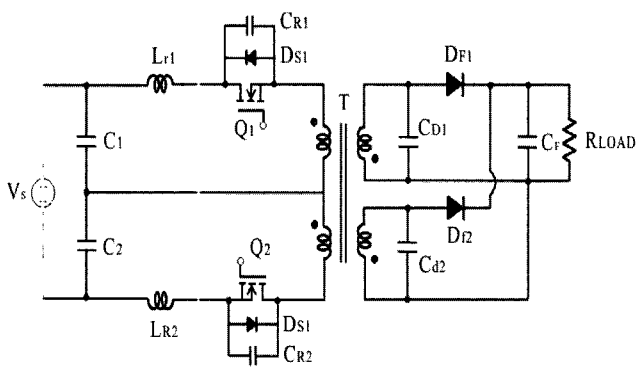 CR1
Lr1
DS1
DF1
T
Q1
C1
CD1
CF
RLOAD
Vs
Q2
Df2
C2
Cd2
LR2
DS1
CR2